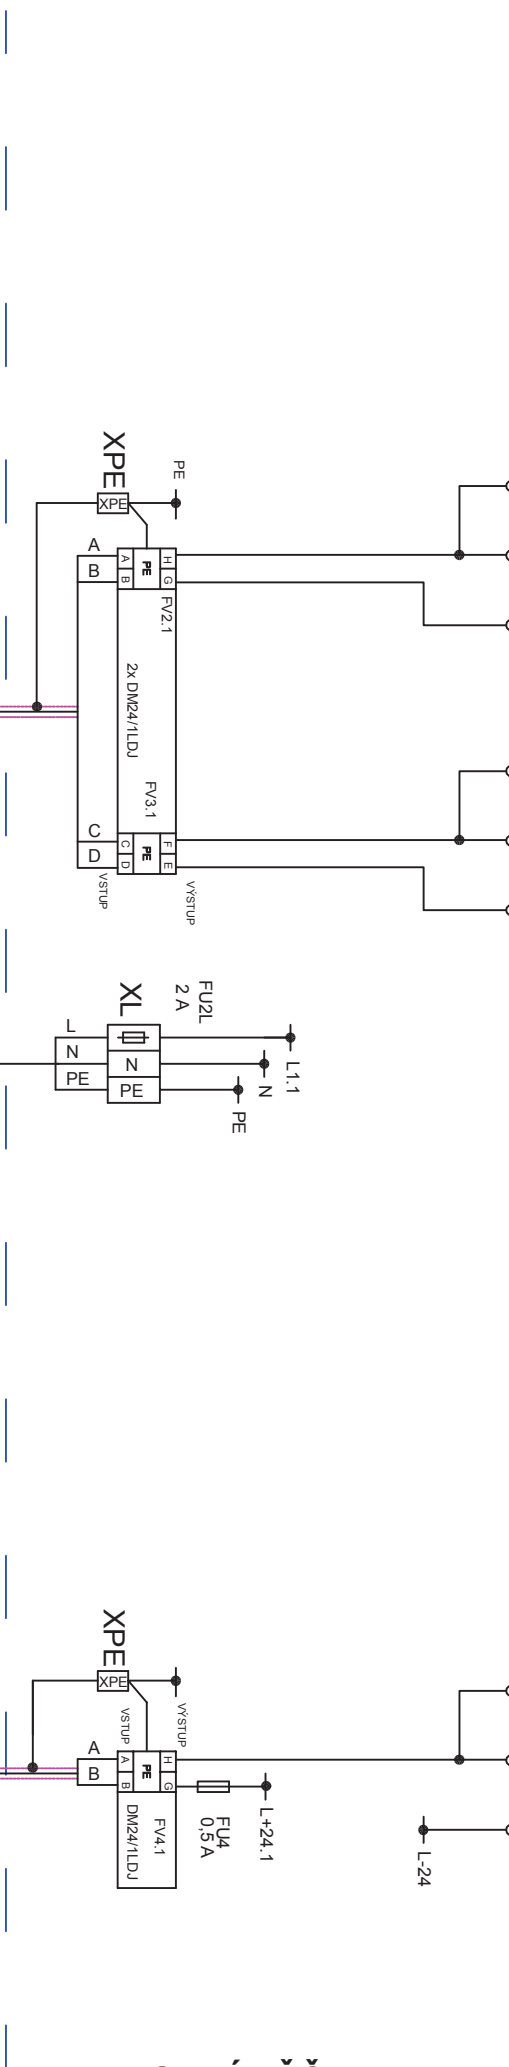 XPE
PE
XPE
A
B
A
B
PE
H
G
FV2.1
2x DM24/1LDJ
FV3.1
C
D
C
D
PE
F
E
VSTUP
VÝSTUP
XL
FU2L
2 A
L
N
PE
N
PE
L1.1
N
PE
XPE
XPE
VSTUP
VÝSTUP
A
B
A
B
PE
H
G
FV4.1
DM24/1LDJ
FU4
0,5 A
L+24.1
L-24